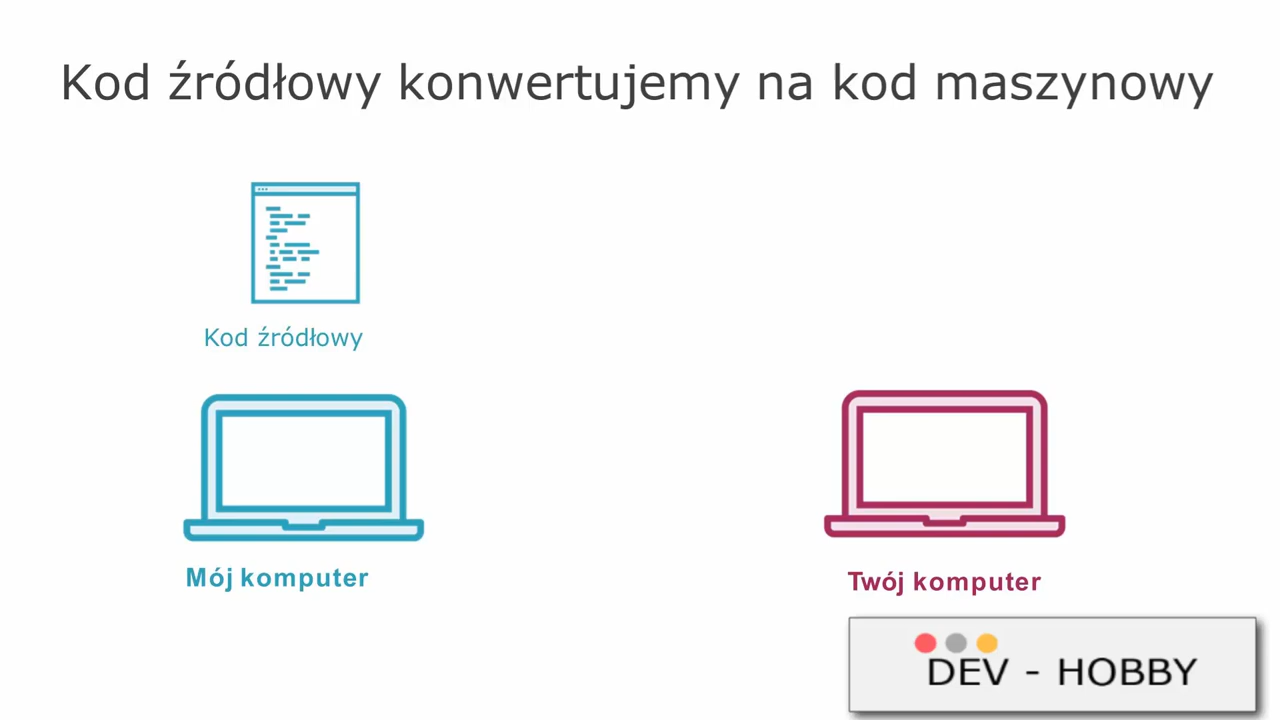 Kod źródłowy konwertujemy na kod maszynowy
Kod źródłowy
Mój komputer
Twój komputer
DEV - HOBBY